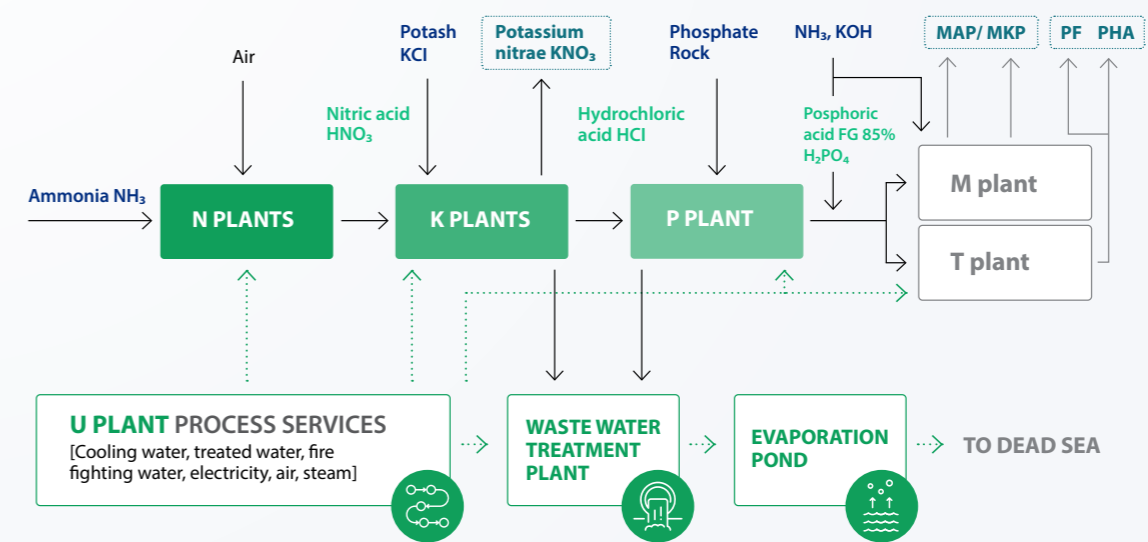 Air
Potash
KCl
Potassium
nitrae KNO₃
Phosphate
Rock
NH₃, KOH
MAP/ MKP
PF PHA
Nitric acid
HNO₃
Hydrochloric
acid HCl
Posphoric
acid FG 85%
H₂PO₄
Ammonia NH₃
N PLANTS
K PLANTS
P PLANT
M plant
T plant
U PLANT PROCESS SERVICES
[Cooling water, treated water, fire
fighting water, electricity, air, steam]
WASTE WATER
TREATMENT
PLANT
EVAPORATION
POND
TO DEAD SEA